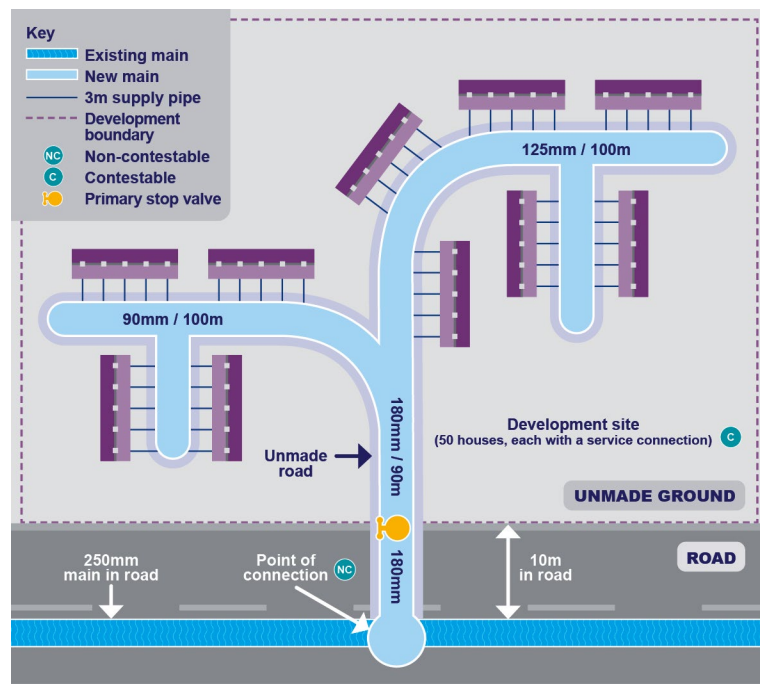 Key
Existing main
New main
3m supply pipe
Development
boundary
NC
Non-contestable
C
Contestable
Primary stop valve
125mm / 100m
90mm / 100m
180mm / 90m
Development site
(50 houses, each with a service connection)
C
Unmade
road
UNMADE GROUND
250mm
main in road
Point of
connection
NC
180mm
10m
in road
ROAD